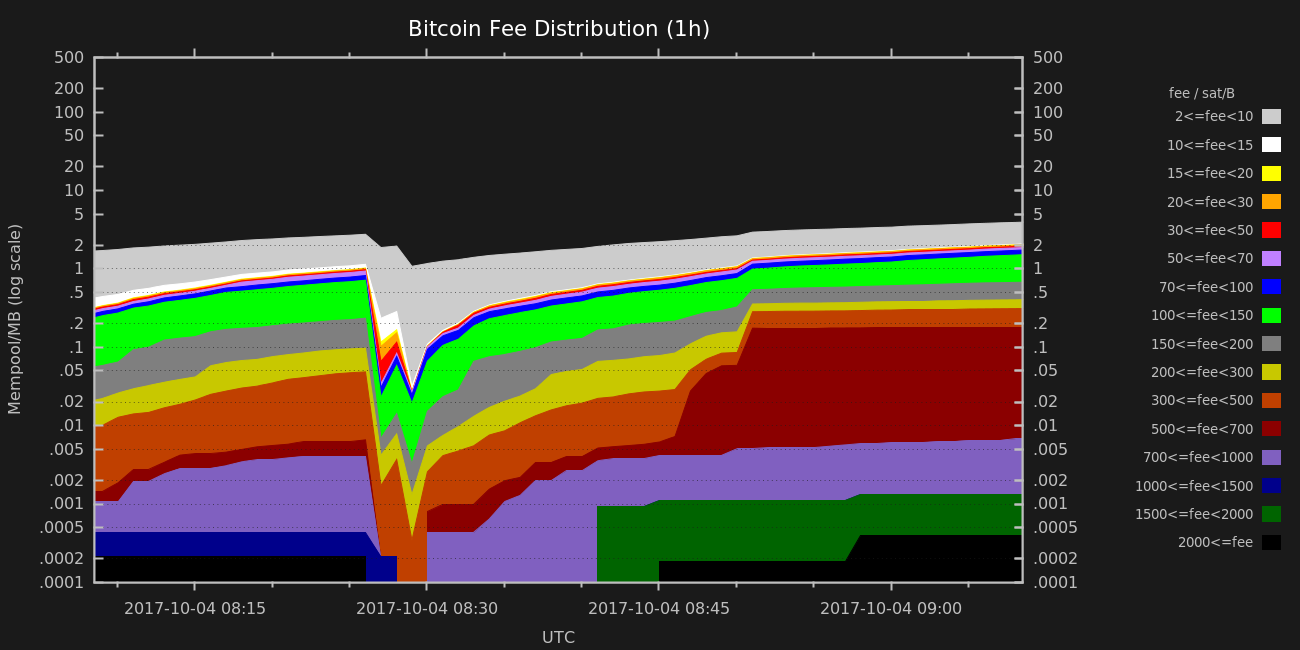 Bitcoin Fee Distribution (1h)
Mempool/MB (log scale)
500
200
100
50
20
10
5
2
1
.5
.2
.1
.05
.02
.01
.005
.002
.001
.0005
.0002
.0001
500
200
100
50
20
10
5
2
1
.5
.2
.1
.05
.02
.01
.005
.002
.001
.0005
.0002
.0001
2017-10-04 08:15 2017-10-04 08:30 2017-10-04 08:45 2017-10-04 09:00
UTC
fee / sat/B
2<=fee<10
10<=fee<15
15<=fee<20
20<=fee<30
30<=fee<50
50<=fee<70
70<=fee<100
100<=fee<150
150<=fee<200
200<=fee<300
300<=fee<500
500<=fee<700
700<=fee<1000
1000<=fee<1500
1500<=fee<2000
2000<=fee